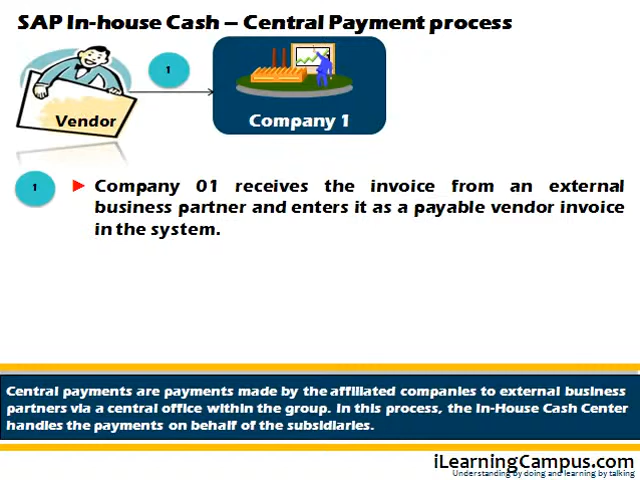 SAP In-house Cash – Central Payment process
1
Vendor
Company 1
1
► Company 01 receives the invoice from an external
business partner and enters it as a payable vendor invoice
in the system.
Central payments are payments made by the affiliated companies to external business
partners via a central office within the group. In this process, the In-House Cash Center
handles the payments on behalf of the subsidiaries.
iLearningCampus.com
Understanding by doing and learning by talking